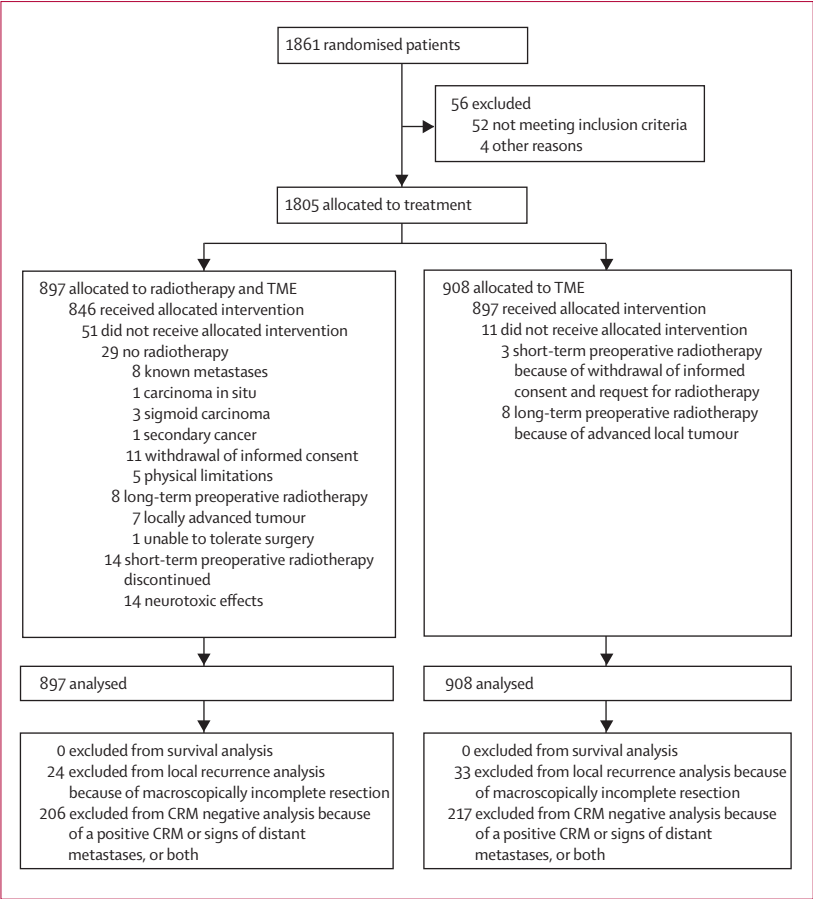 1861 randomised patients
56 excluded
52 not meeting inclusion criteria
4 other reasons
1805 allocated to treatment
897 allocated to radiotherapy and TME
846 received allocated intervention
51 did not receive allocated intervention
29 no radiotherapy
8 known metastases
1 carcinoma in situ
3 sigmoid carcinoma
1 secondary cancer
11 withdrawal of informed consent
5 physical limitations
8 long-term preoperative radiotherapy
7 locally advanced tumour
1 unable to tolerate surgery
14 short-term preoperative radiotherapy
discontinued
14 neurotoxic effects
908 allocated to TME
897 received allocated intervention
11 did not receive allocated intervention
3 short-term preoperative radiotherapy
because of withdrawal of informed
consent and request for radiotherapy
8 long-term preoperative radiotherapy
because of advanced local tumour
897 analysed
908 analysed
0 excluded from survival analysis
24 excluded from local recurrence analysis
because of macroscopically incomplete resection
206 excluded from CRM negative analysis because
of a positive CRM or signs of distant
metastases, or both
0 excluded from survival analysis
33 excluded from local recurrence analysis because
of macroscopically incomplete resection
217 excluded from CRM negative analysis because
of a positive CRM or signs of distant
metastases, or both